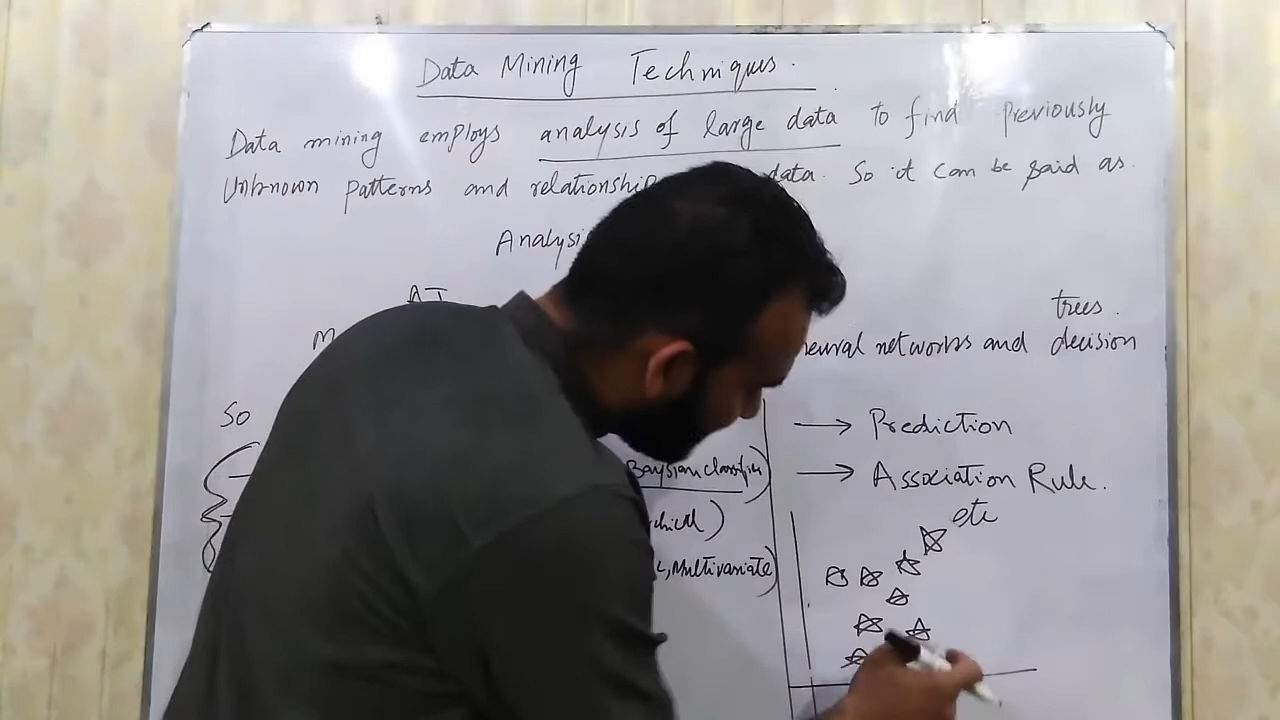 Data Mining Techniques.
Data mining employs analysis of large data to find previously
Unknown patterns and relationship data. So it can be said as
Analysis
AI
trees.
neural networks and decision
So
→ Prediction
Baysian classifier)
→ Association Rule.
etc
chical)
, Multivariate)